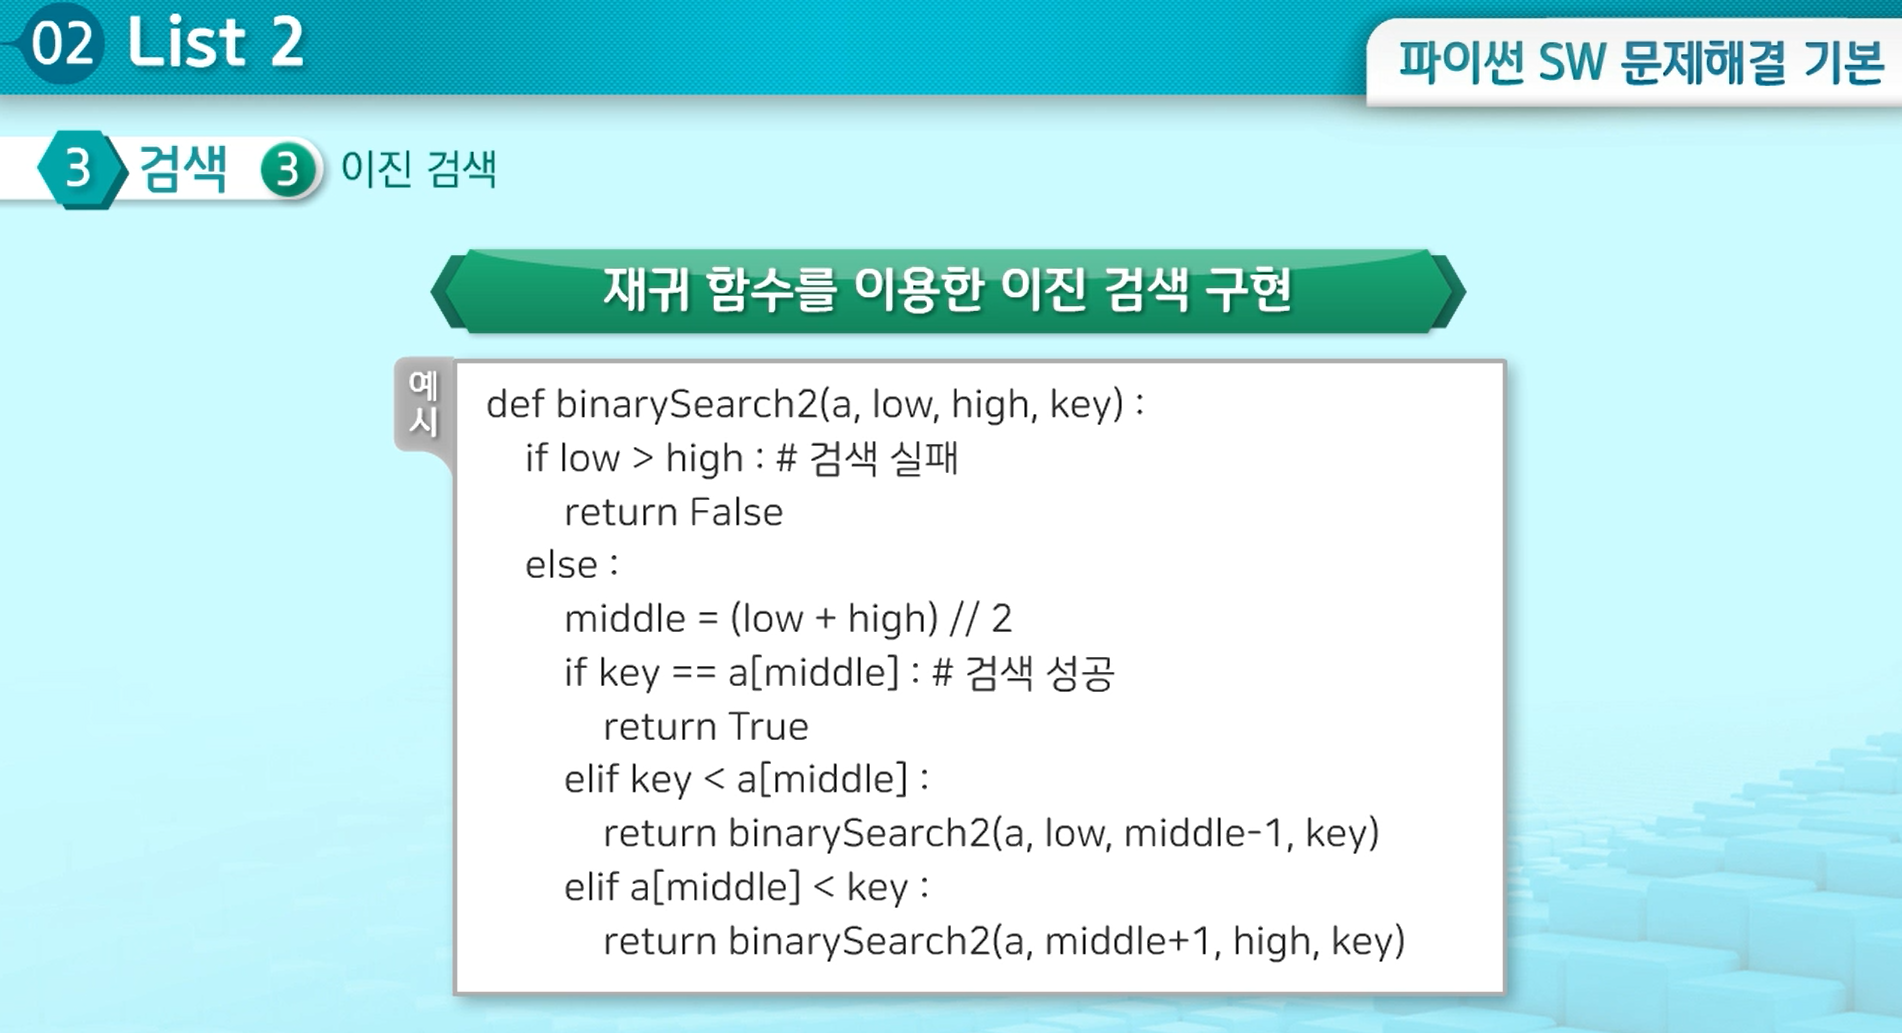 02 List 2
파이썬 SW 문제해결 기본
3 검색 3 이진 검색
재귀 함수를 이용한 이진 검색 구현
예시
def binarySearch2(a, low, high, key) :
    if low > high : # 검색 실패
        return False
    else :
        middle = (low + high) // 2
        if key == a[middle] : # 검색 성공
            return True
        elif key < a[middle] :
            return binarySearch2(a, low, middle-1, key)
        elif a[middle] < key :
            return binarySearch2(a, middle+1, high, key)